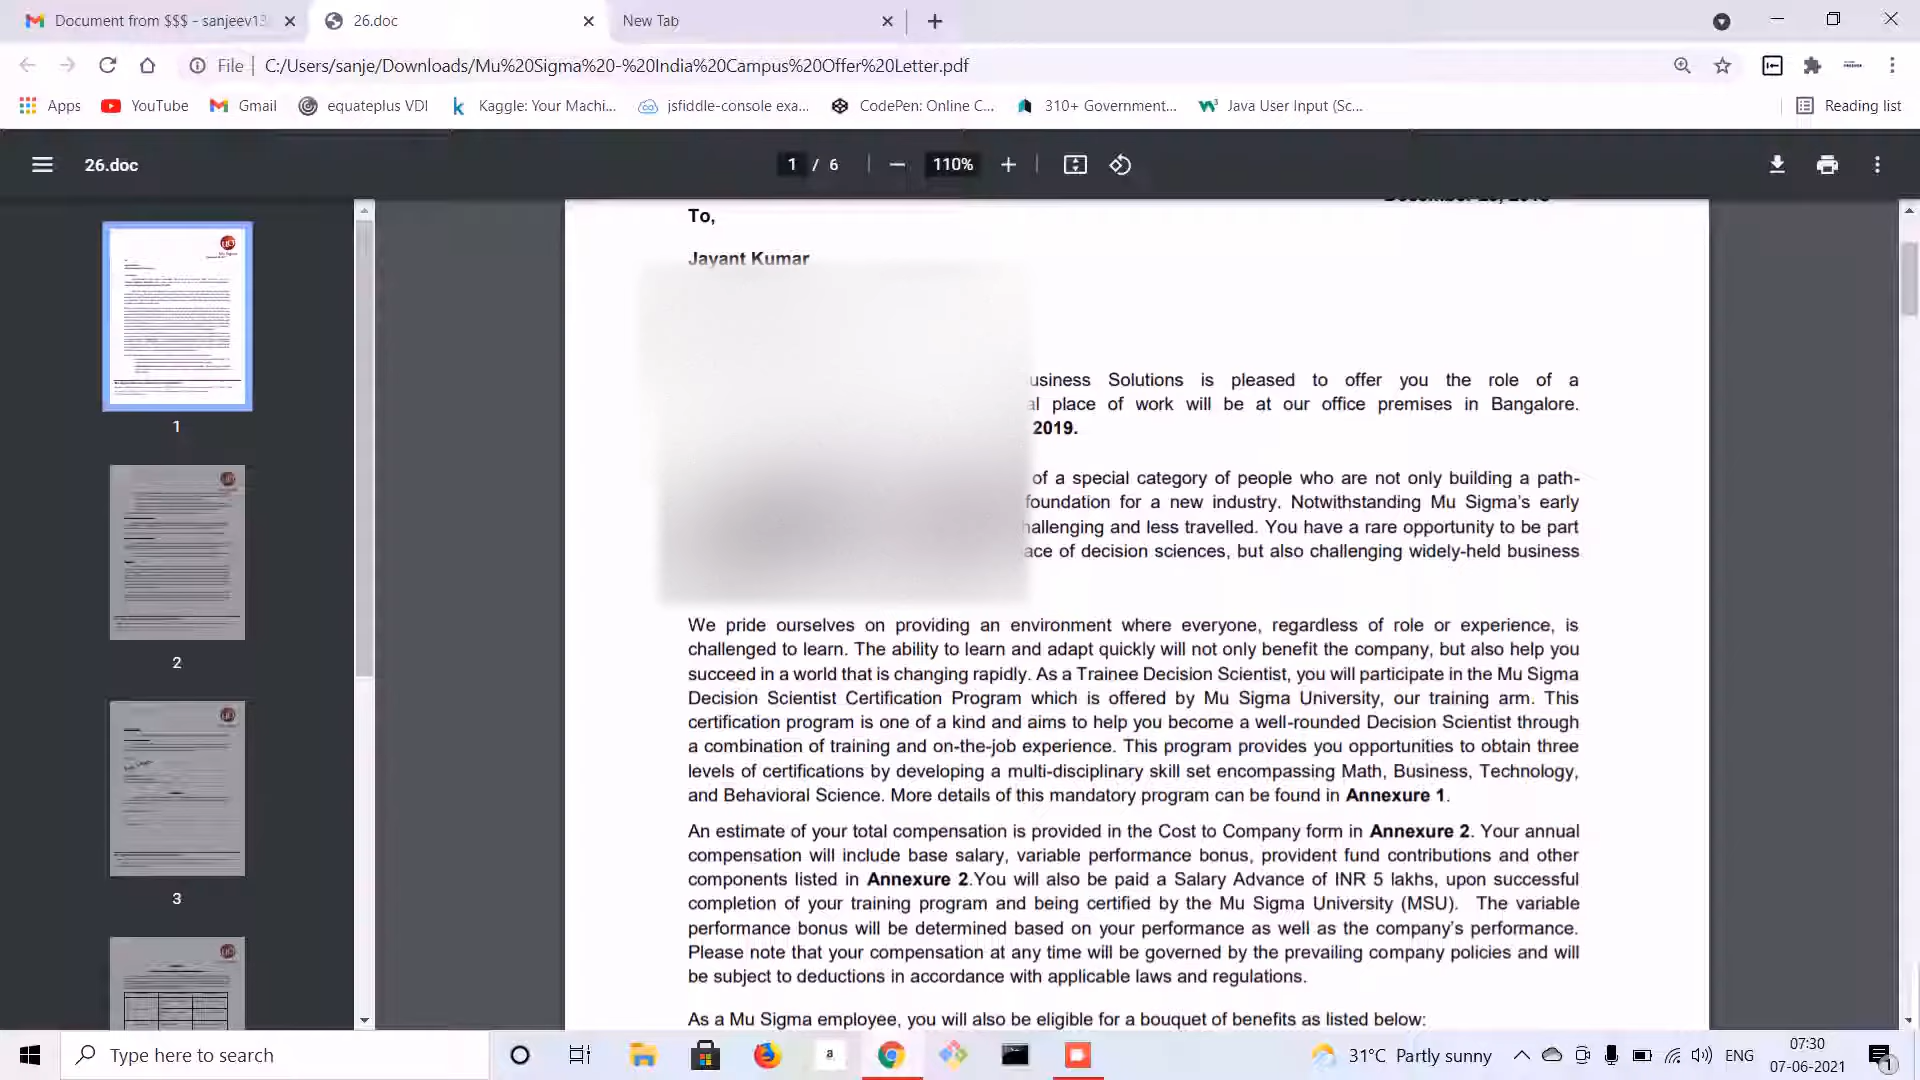 Document from $$$ - sanjeev13
26.doc
New Tab
File
C:/Users/sanje/Downloads/Mu%20Sigma%20-%20India%20Campus%20Offer%20Letter.pdf
Apps
YouTube
Gmail
equateplus VDI
Kaggle: Your Machi...
jsfiddle-console exa...
CodePen: Online C...
310+ Government...
Java User Input (Sc...
Reading list
26.doc
1 / 6
110%
1
2
3
To,
Jayant Kumar
usiness Solutions is pleased to offer you the role of a
al place of work will be at our office premises in Bangalore.
2019.
of a special category of people who are not only building a path-
foundation for a new industry. Notwithstanding Mu Sigma's early
hallenging and less travelled. You have a rare opportunity to be part
ace of decision sciences, but also challenging widely-held business
We pride ourselves on providing an environment where everyone, regardless of role or experience, is
challenged to learn. The ability to learn and adapt quickly will not only benefit the company, but also help you
succeed in a world that is changing rapidly. As a Trainee Decision Scientist, you will participate in the Mu Sigma
Decision Scientist Certification Program which is offered by Mu Sigma University, our training arm. This
certification program is one of a kind and aims to help you become a well-rounded Decision Scientist through
a combination of training and on-the-job experience. This program provides you opportunities to obtain three
levels of certifications by developing a multi-disciplinary skill set encompassing Math, Business, Technology,
and Behavioral Science. More details of this mandatory program can be found in Annexure 1.
An estimate of your total compensation is provided in the Cost to Company form in Annexure 2. Your annual
compensation will include base salary, variable performance bonus, provident fund contributions and other
components listed in Annexure 2.You will also be paid a Salary Advance of INR 5 lakhs, upon successful
completion of your training program and being certified by the Mu Sigma University (MSU). The variable
performance bonus will be determined based on your performance as well as the company's performance.
Please note that your compensation at any time will be governed by the prevailing company policies and will
be subject to deductions in accordance with applicable laws and regulations.
As a Mu Sigma employee, you will also be eligible for a bouquet of benefits as listed below:
Type here to search
31°C Partly sunny
ENG
07:30
07-06-2021
1